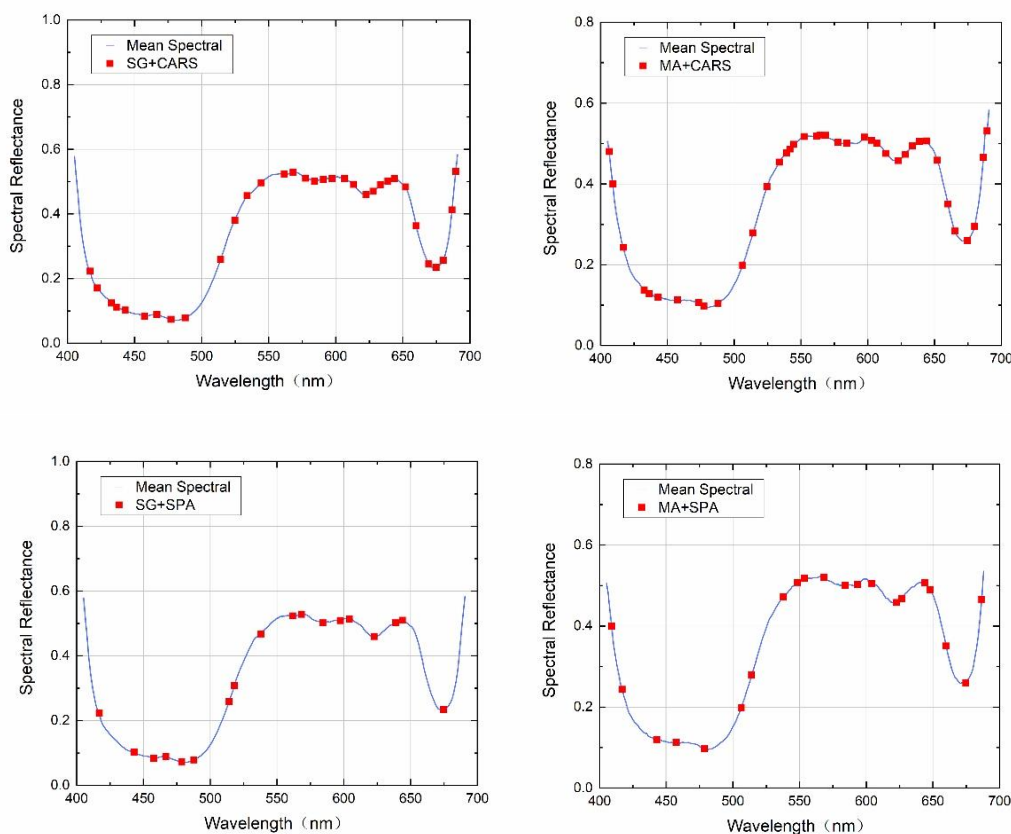 1.0
Mean Spectral
SG+CARS
0.8
0.6
0.4
0.2
0.0
400 450 500 550 600 650 700
Spectral Reflectance
Wavelength（nm）
0.8
Mean Spectral
MA+CARS
0.6
0.4
0.2
0.0
400 450 500 550 600 650 700
Spectral Reflectance
Wavelength（nm）
1.0
Mean Spectral
SG+SPA
0.8
0.6
0.4
0.2
0.0
400 450 500 550 600 650 700
Spectral Reflectance
Wavelength（nm）
0.8
Mean Spectral
MA+SPA
0.6
0.4
0.2
0.0
400 450 500 550 600 650 700
Spectral Reflectance
Wavelength（nm）